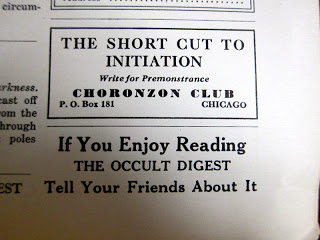 circum-
THE SHORT CUT TO
INITIATION
Write for Premonstrance
CHORONZON CLUB
P. O. Box 181 CHICAGO
rkness.
cast off
rom the
hrough
poles
EST
If You Enjoy Reading
THE OCCULT DIGEST
Tell Your Friends About It